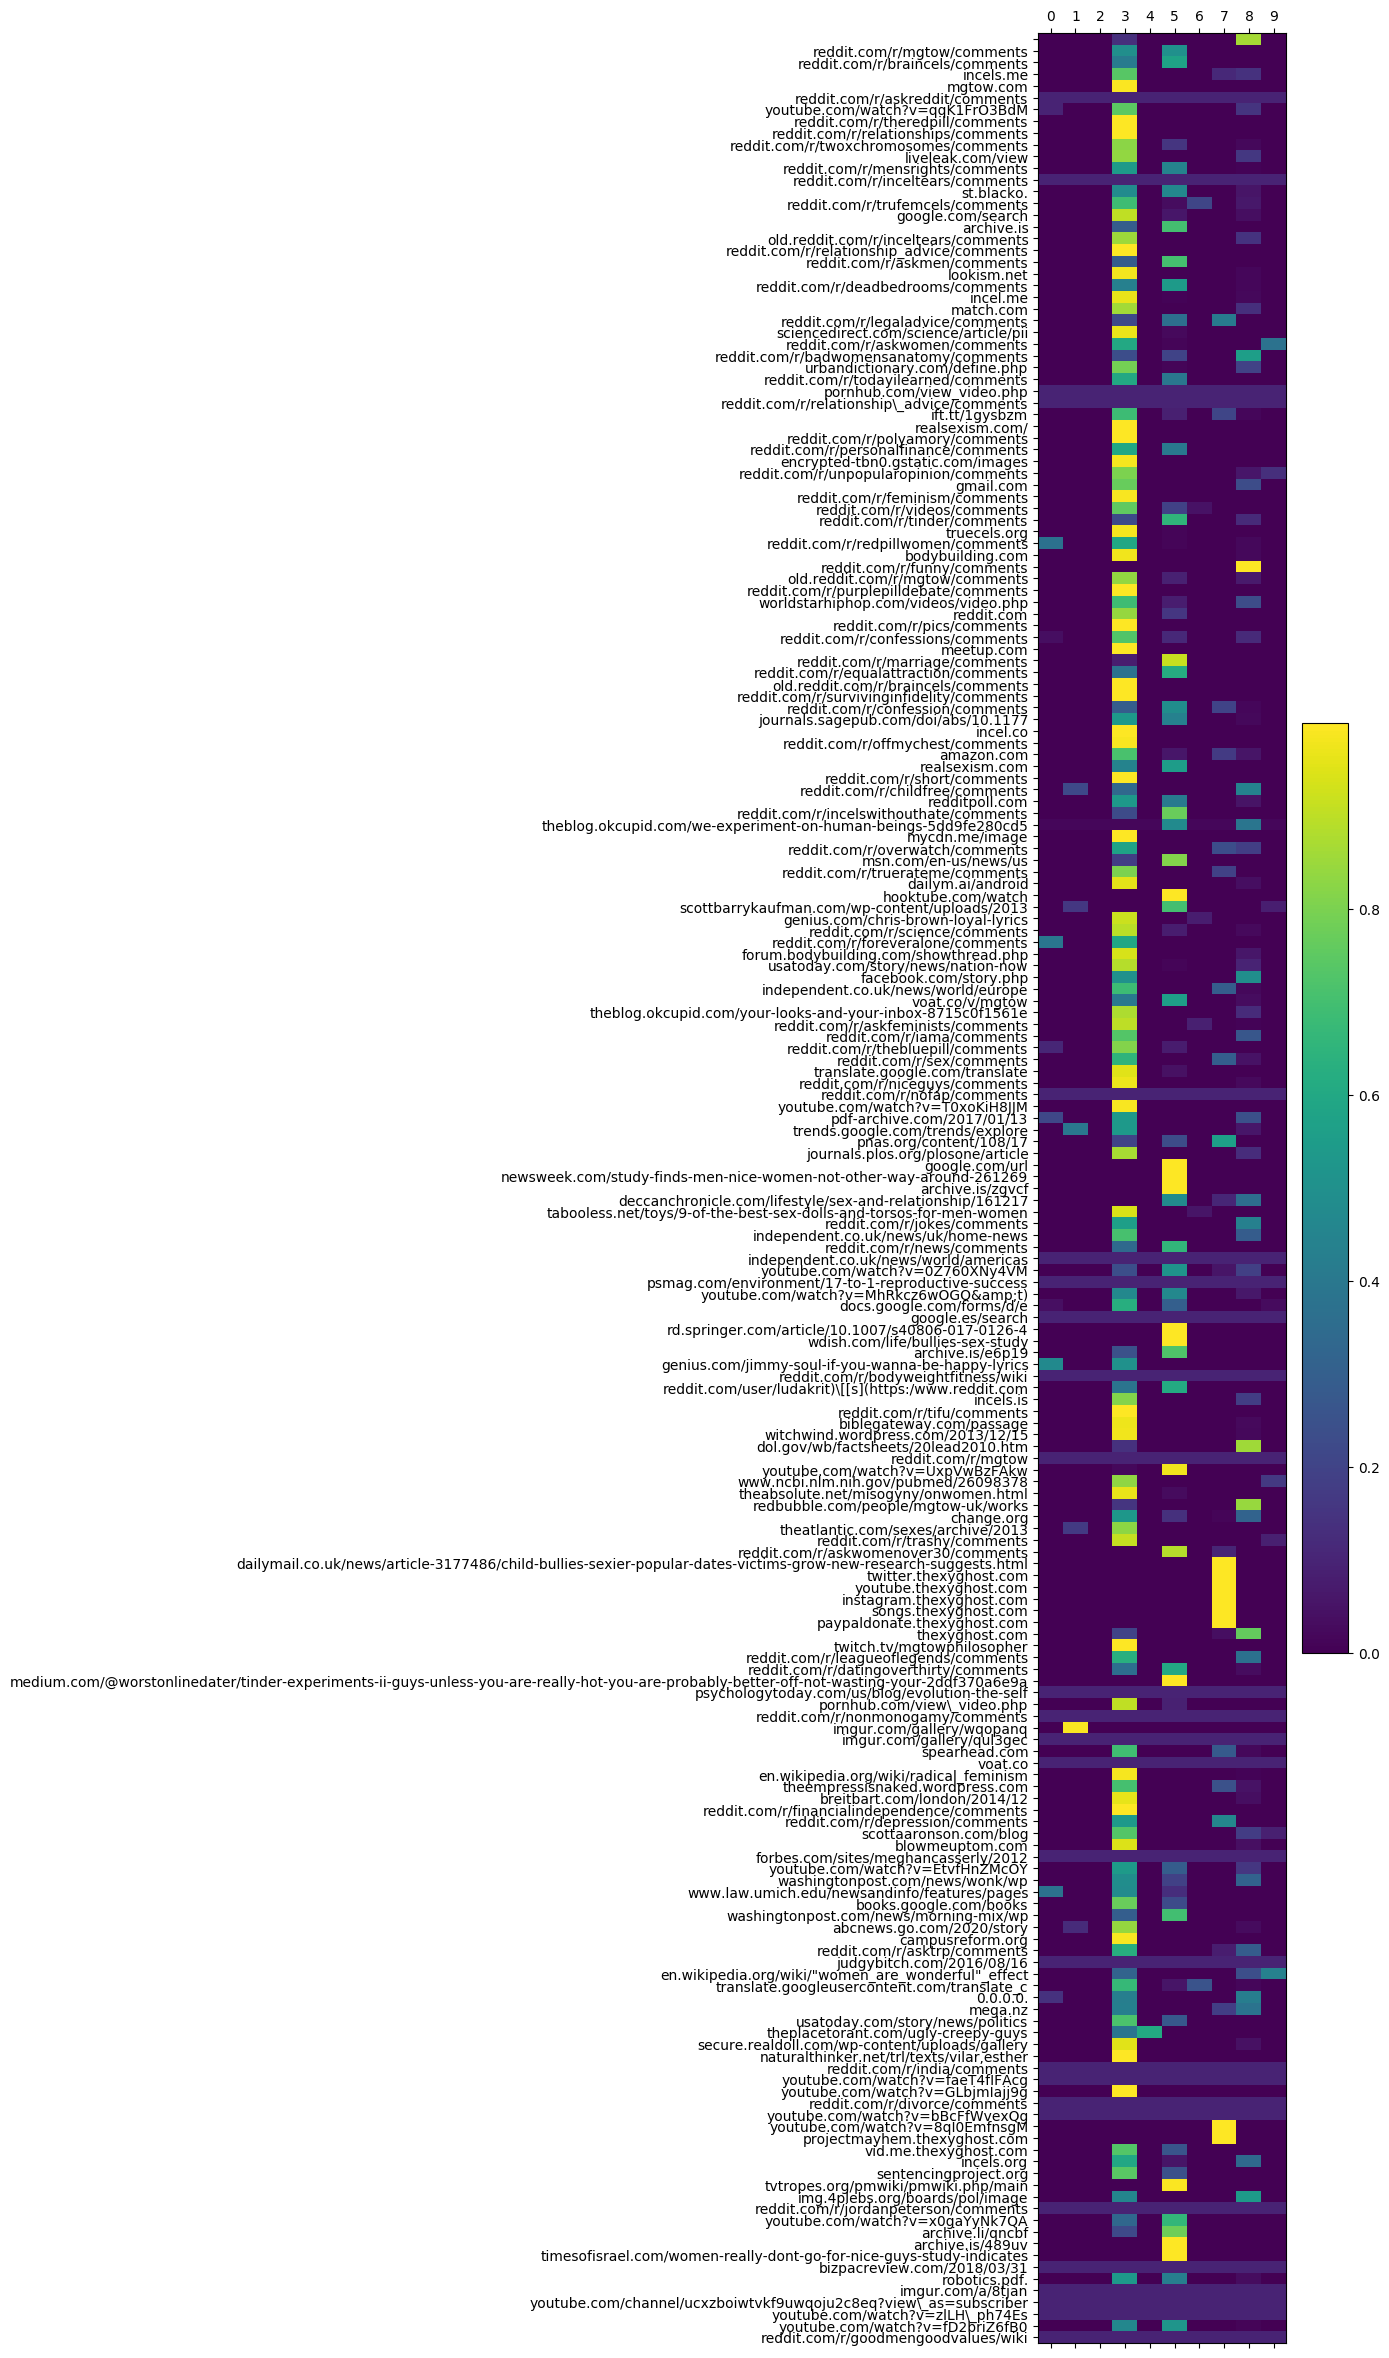 0 1 2 3 4 5 6 7 8 9
reddit.com/r/mgtow/comments
reddit.com/r/braincels/comments
incels.me
mgtow.com
reddit.com/r/askreddit/comments
youtube.com/watch?v=qgK1FrO3BdM
reddit.com/r/theredpill/comments
reddit.com/r/relationships/comments
reddit.com/r/twoxchromosomes/comments
liveleak.com/view
reddit.com/r/mensrights/comments
reddit.com/r/inceltears/comments
st.blacko.
reddit.com/r/trufemcels/comments
google.com/search
archive.is
old.reddit.com/r/inceltears/comments
reddit.com/r/relationship_advice/comments
reddit.com/r/askmen/comments
lookism.net
reddit.com/r/deadbedrooms/comments
incel.me
match.com
reddit.com/r/legaladvice/comments
sciencedirect.com/science/article/pii
reddit.com/r/askwomen/comments
reddit.com/r/badwomensanatomy/comments
urbandictionary.com/define.php
reddit.com/r/todayilearned/comments
pornhub.com/view_video.php
reddit.com/r/relationship\_advice/comments
ift.tt/1gysbzm
realsexism.com/
reddit.com/r/polyamory/comments
reddit.com/r/personalfinance/comments
encrypted-tbn0.gstatic.com/images
reddit.com/r/unpopularopinion/comments
gmail.com
reddit.com/r/feminism/comments
reddit.com/r/videos/comments
reddit.com/r/tinder/comments
truecels.org
reddit.com/r/redpillwomen/comments
bodybuilding.com
reddit.com/r/funny/comments
old.reddit.com/r/mgtow/comments
reddit.com/r/purplepilldebate/comments
worldstarhiphop.com/videos/video.php
reddit.com
reddit.com/r/pics/comments
reddit.com/r/confessions/comments
meetup.com
reddit.com/r/marriage/comments
reddit.com/r/equalattraction/comments
old.reddit.com/r/braincels/comments
reddit.com/r/survivinginfidelity/comments
reddit.com/r/confession/comments
journals.sagepub.com/doi/abs/10.1177
incel.co
reddit.com/r/offmychest/comments
amazon.com
realsexism.com
reddit.com/r/short/comments
reddit.com/r/childfree/comments
redditpoll.com
reddit.com/r/incelswithouthate/comments
theblog.okcupid.com/we-experiment-on-human-beings-5dd9fe280cd5
mycdn.me/image
reddit.com/r/overwatch/comments
msn.com/en-us/news/us
reddit.com/r/truerateme/comments
dailym.ai/android
hooktube.com/watch
scottbarrykaufman.com/wp-content/uploads/2013
genius.com/chris-brown-loyal-lyrics
reddit.com/r/science/comments
reddit.com/r/foreveralone/comments
forum.bodybuilding.com/showthread.php
usatoday.com/story/news/nation-now
facebook.com/story.php
independent.co.uk/news/world/europe
voat.co/v/mgtow
theblog.okcupid.com/your-looks-and-your-inbox-8715c0f1561e
reddit.com/r/askfeminists/comments
reddit.com/r/iama/comments
reddit.com/r/thebluepill/comments
reddit.com/r/sex/comments
translate.google.com/translate
reddit.com/r/niceguys/comments
reddit.com/r/nofap/comments
youtube.com/watch?v=T0xoKiH8JJM
pdf-archive.com/2017/01/13
trends.google.com/trends/explore
pnas.org/content/108/17
journals.plos.org/plosone/article
google.com/url
newsweek.com/study-finds-men-nice-women-not-other-way-around-261269
archive.is/zgvcf
deccanchronicle.com/lifestyle/sex-and-relationship/161217
tabooless.net/toys/9-of-the-best-sex-dolls-and-torsos-for-men-women
reddit.com/r/jokes/comments
independent.co.uk/news/uk/home-news
reddit.com/r/news/comments
independent.co.uk/news/world/americas
youtube.com/watch?v=0Z760XNy4VM
psmag.com/environment/17-to-1-reproductive-success
youtube.com/watch?v=MhRkcz6wOGQ&amp;t)
docs.google.com/forms/d/e
google.es/search
rd.springer.com/article/10.1007/s40806-017-0126-4
wdish.com/life/bullies-sex-study
archive.is/e6p19
genius.com/jimmy-soul-if-you-wanna-be-happy-lyrics
reddit.com/r/bodyweightfitness/wiki
reddit.com/user/ludakrit)\[[s](https:/www.reddit.com
incels.is
reddit.com/r/tifu/comments
biblegateway.com/passage
witchwind.wordpress.com/2013/12/15
dol.gov/wb/factsheets/20lead2010.htm
reddit.com/r/mgtow
youtube.com/watch?v=UxpVwBzFAkw
www.ncbi.nlm.nih.gov/pubmed/26098378
theabsolute.net/misogyny/onwomen.html
redbubble.com/people/mgtow-uk/works
change.org
theatlantic.com/sexes/archive/2013
reddit.com/r/trashy/comments
reddit.com/r/askwomenover30/comments
dailymail.co.uk/news/article-3177486/child-bullies-sexier-popular-dates-victims-grow-new-research-suggests.html
twitter.thexyghost.com
youtube.thexyghost.com
instagram.thexyghost.com
songs.thexyghost.com
paypaldonate.thexyghost.com
thexyghost.com
twitch.tv/mgtowphilosopher
reddit.com/r/leagueoflegends/comments
reddit.com/r/datingoverthirty/comments
medium.com/@worstonlinedater/tinder-experiments-ii-guys-unless-you-are-really-hot-you-are-probably-better-off-not-wasting-your-2ddf370a6e9a
psychologytoday.com/us/blog/evolution-the-self
pornhub.com/view\_video.php
reddit.com/r/nonmonogamy/comments
imgur.com/gallery/wqopanq
imgur.com/gallery/qul3gec
spearhead.com
voat.co
en.wikipedia.org/wiki/radical_feminism
theempressisnaked.wordpress.com
breitbart.com/london/2014/12
reddit.com/r/financialindependence/comments
reddit.com/r/depression/comments
scottaaronson.com/blog
blowmeuptom.com
forbes.com/sites/meghancasserly/2012
youtube.com/watch?v=EtvfHnZMcOY
washingtonpost.com/news/wonk/wp
www.law.umich.edu/newsandinfo/features/pages
books.google.com/books
washingtonpost.com/news/morning-mix/wp
abcnews.go.com/2020/story
campusreform.org
reddit.com/r/asktrp/comments
judgybitch.com/2016/08/16
en.wikipedia.org/wiki/"women_are_wonderful"_effect
translate.googleusercontent.com/translate_c
0.0.0.0.
mega.nz
usatoday.com/story/news/politics
theplacetorant.com/ugly-creepy-guys
secure.realdoll.com/wp-content/uploads/gallery
naturalthinker.net/trl/texts/vilar,esther
reddit.com/r/india/comments
youtube.com/watch?v=faeT4fIFAcg
youtube.com/watch?v=GLbjmIajj9g
reddit.com/r/divorce/comments
youtube.com/watch?v=bBcFfWvexQg
youtube.com/watch?v=8qI0EmfnsgM
projectmayhem.thexyghost.com
vid.me.thexyghost.com
incels.org
sentencingproject.org
tvtropes.org/pmwiki/pmwiki.php/main
img.4plebs.org/boards/pol/image
reddit.com/r/jordanpeterson/comments
youtube.com/watch?v=x0gaYyNk7QA
archive.li/qncbf
archive.is/489uv
timesofisrael.com/women-really-dont-go-for-nice-guys-study-indicates
bizpacreview.com/2018/03/31
robotics.pdf.
imgur.com/a/8tjan
youtube.com/channel/ucxzboiwtvkf9uwqoju2c8eq?view\_as=subscriber
youtube.com/watch?v=zlLH\_ph74Es
youtube.com/watch?v=fD2briZ6fB0
reddit.com/r/goodmengoodvalues/wiki
0.8
0.6
0.4
0.2
0.0